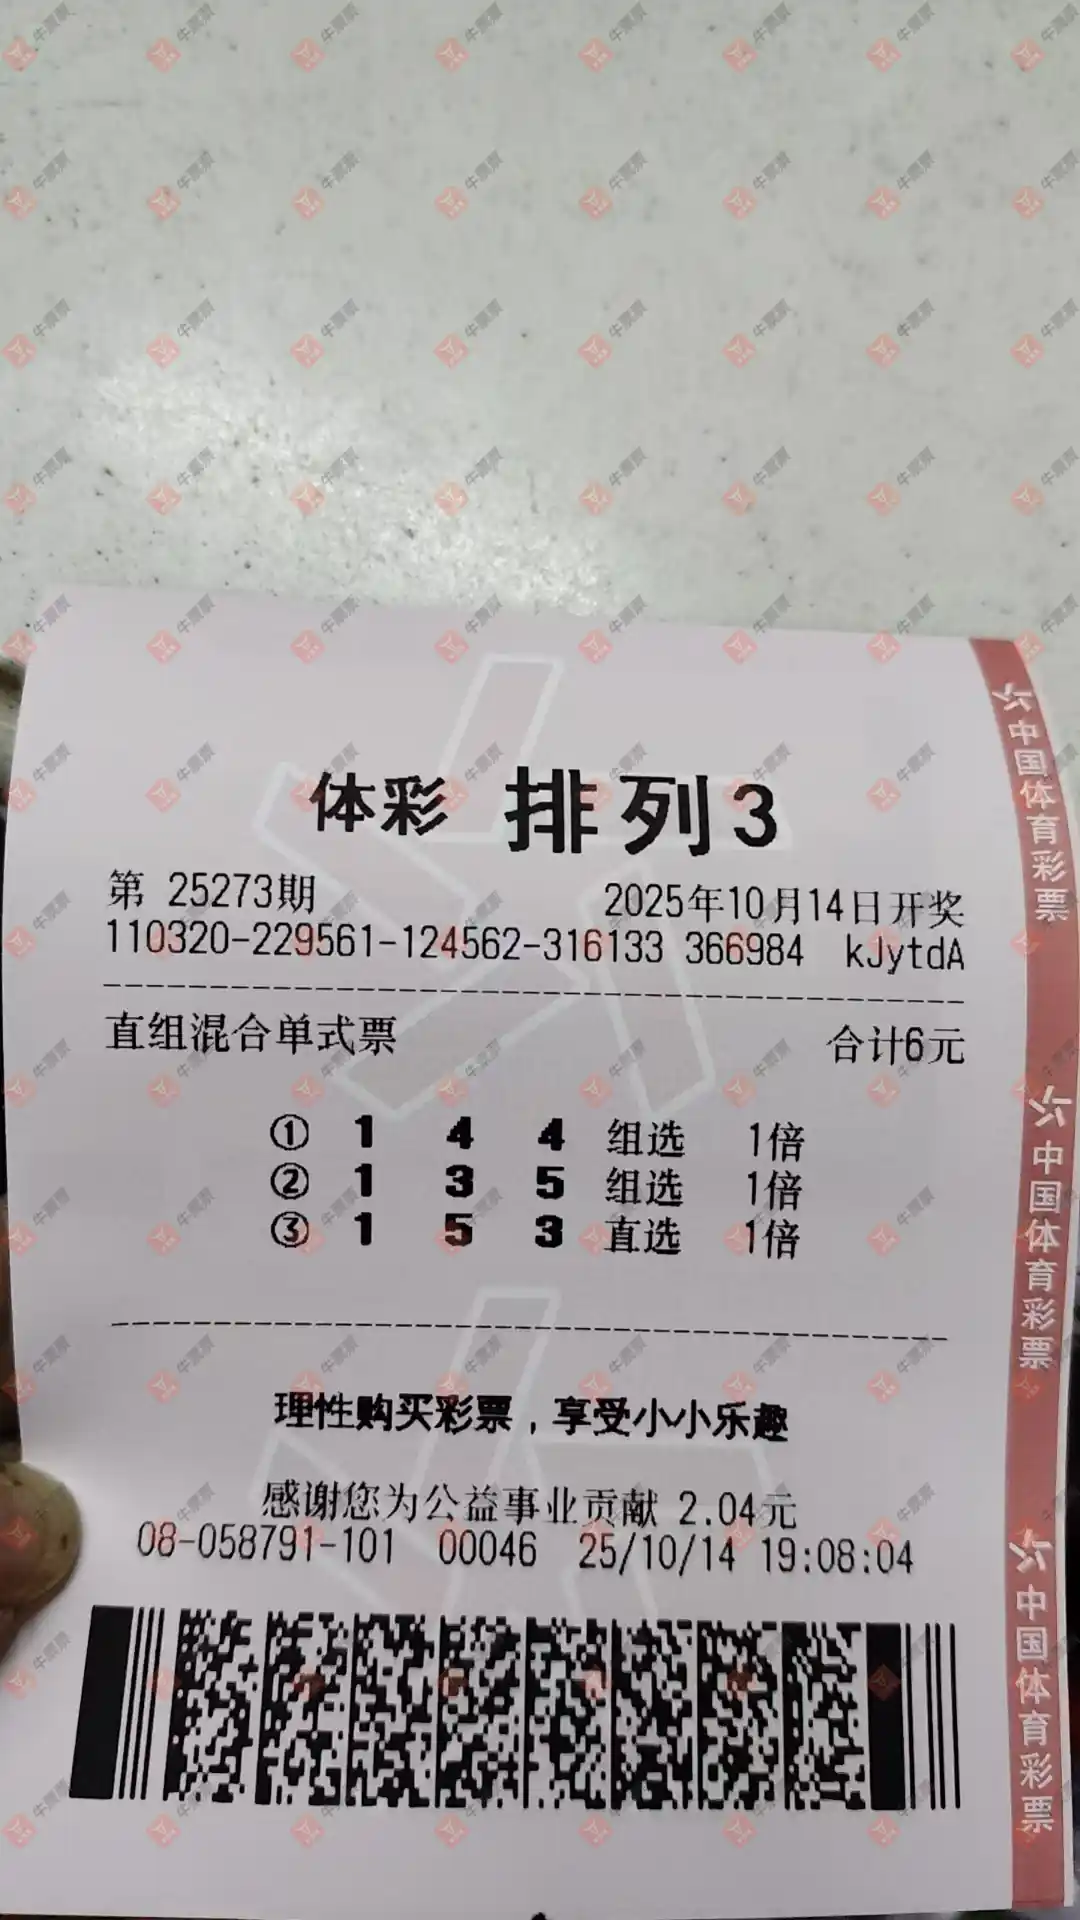 体彩 排列3
第 25273期 2025年10月14日开奖
110320-229561-124562-316133 366984 kJytdA
直组混合单式票 合计6元
① 1 4 4 组选 1倍
② 1 3 5 组选 1倍
③ 1 5 3 直选 1倍
理性购买彩票，享受小小乐趣
感谢您为公益事业贡献 2.04元
08-058791-101 00046 25/10/14 19:08:04
中国体育彩票
中国体育彩票
中国体育彩票
牛票票